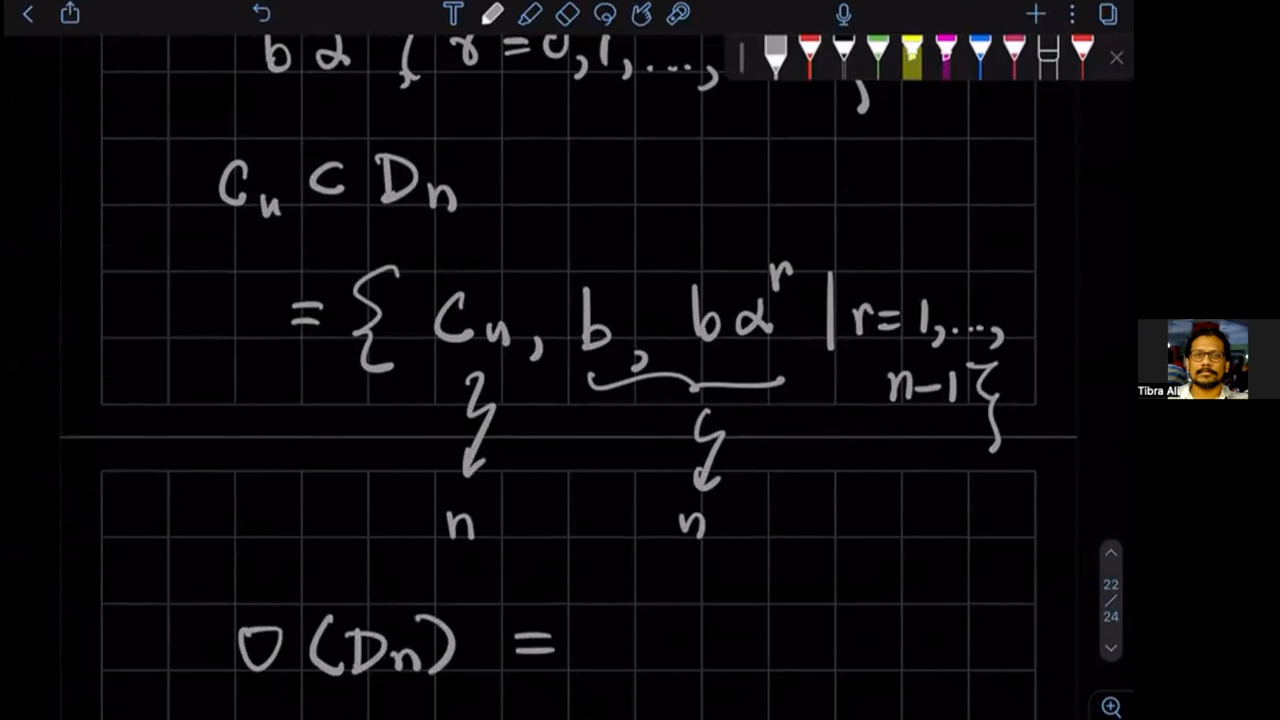 b α { r = 0,1,...,
Cn ⊂ Dn
= { Cn, b, bα^r | r = 1,...,
n-1 }
n n
O(Dn) =
22
/
24
Tibra Ali